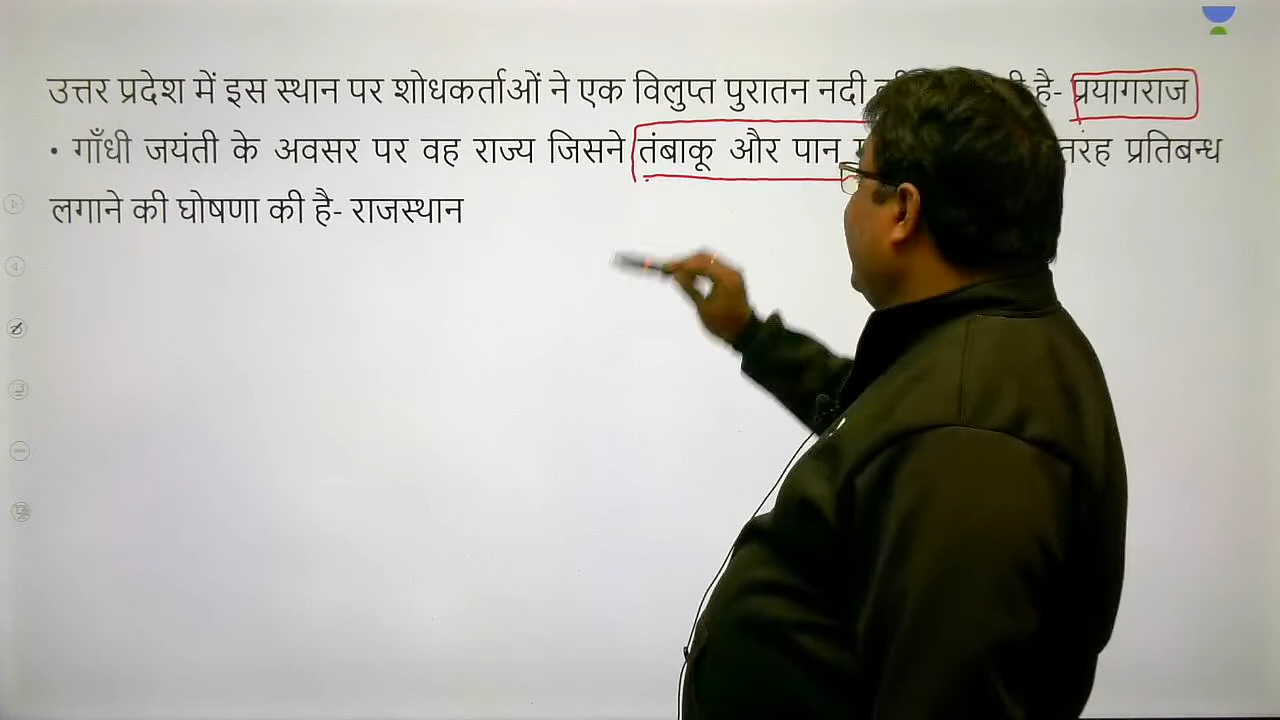 उत्तर प्रदेश में इस स्थान पर शोधकर्ताओं ने एक विलुप्त पुरातन नदी है- प्रयागराज
• गाँधी जयंती के अवसर पर वह राज्य जिसने तंबाकू और पान तरह प्रतिबन्ध
लगाने की घोषणा की है- राजस्थान